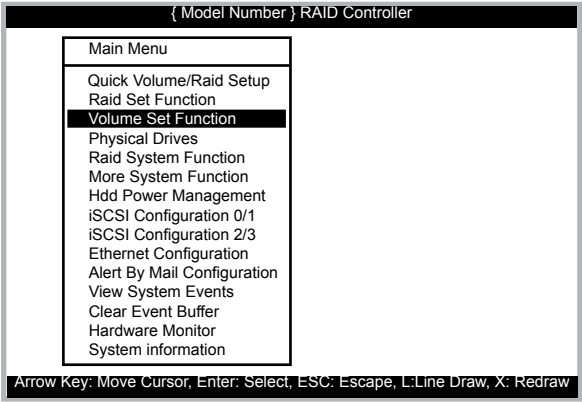 { Model Number } RAID Controller
Main Menu
Quick Volume/Raid Setup
Raid Set Function
Volume Set Function
Physical Drives
Raid System Function
More System Function
Hdd Power Management
iSCSI Configuration 0/1
iSCSI Configuration 2/3
Ethernet Configuration
Alert By Mail Configuration
View System Events
Clear Event Buffer
Hardware Monitor
System information
Arrow Key: Move Cursor, Enter: Select, ESC: Escape, L:Line Draw, X: Redraw